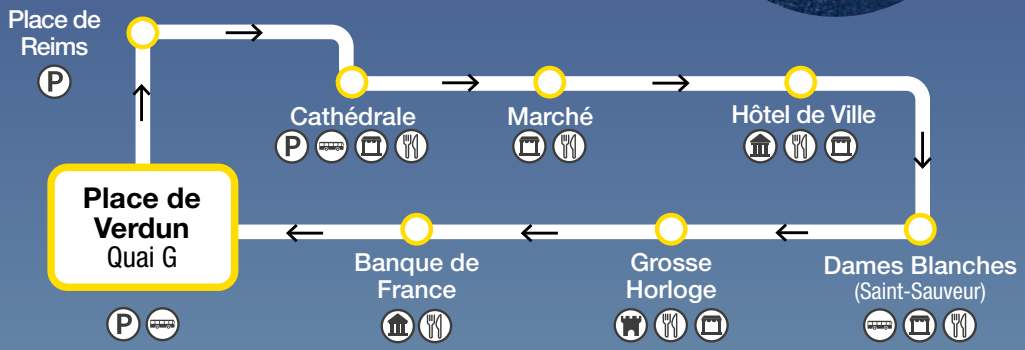 Place de
Reims
P
Cathédrale
P
Marché
Hôtel de Ville
Place de
Verdun
Quai G
P
Banque de
France
Grosse
Horloge
Dames Blanches
(Saint-Sauveur)